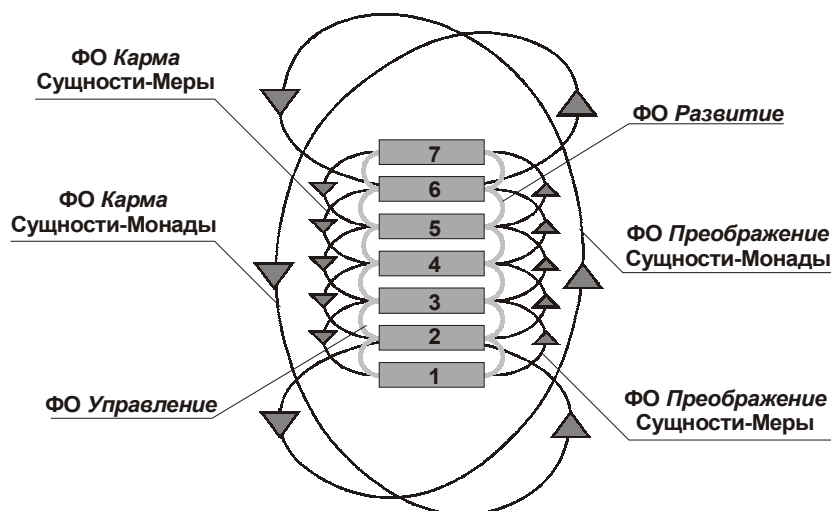 ФО Карма
Сущности-Меры
ФО Карма
Сущности-Монады
ФО Управление
7
6
5
4
3
2
1
ФО Развитие
ФО Преображение
Сущности-Монады
ФО Преображение
Сущности-Меры